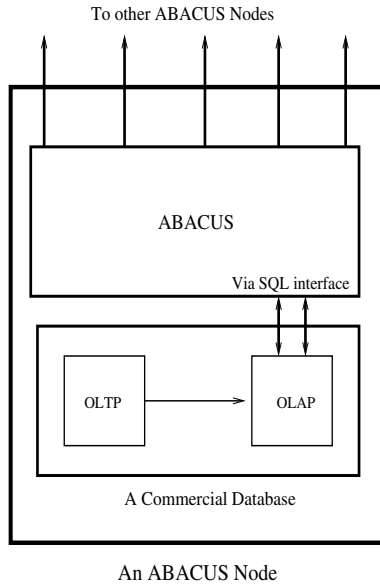 To other ABACUS Nodes
ABACUS
Via SQL interface
OLTP
OLAP
A Commercial Database
An ABACUS Node